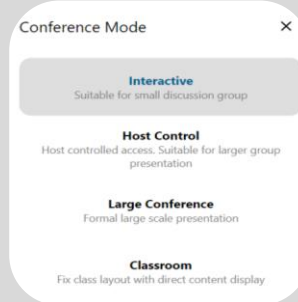 Conference Mode ×
Interactive
Suitable for small discussion group
Host Control
Host controlled access. Suitable for larger group
presentation
Large Conference
Formal large scale presentation
Classroom
Fix class layout with direct content display